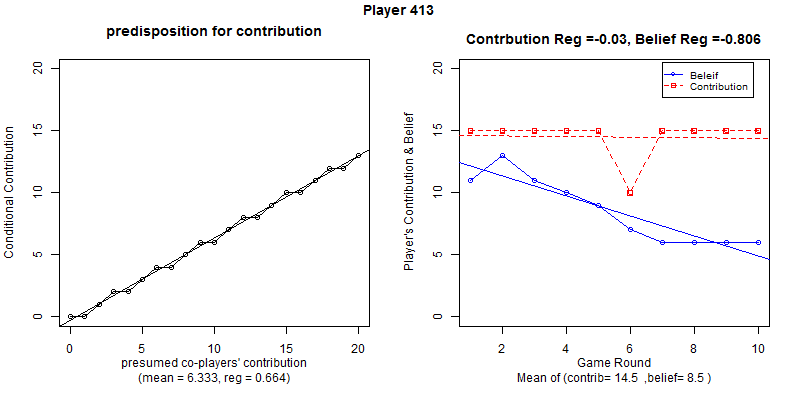 Player 413
predisposition for contribution
Conditional Contribution
20
15
10
5
0
0 5 10 15 20
presumed co-players' contribution
(mean = 6.333, reg = 0.664)
Contrbution Reg =-0.03, Belief Reg =-0.806
Player's Contribution & Belief
20
15
10
5
0
Beleif
Contribution
2 4 6 8 10
Game Round
Mean of (contrib= 14.5 ,belief= 8.5 )